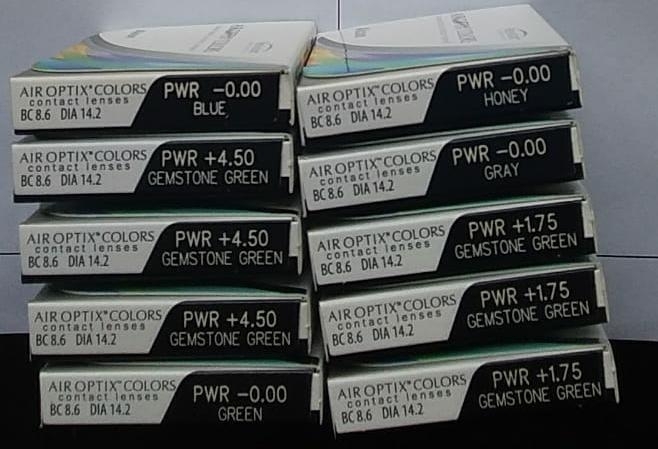 AIR OPTIX® COLORS
contact lenses
BC 8.6 DIA 14.2
PWR -0.00
BLUE
AIR OPTIX® COLORS
contact lenses
BC 8.6 DIA 14.2
PWR +4.50
GEMSTONE GREEN
AIR OPTIX® COLORS
contact lenses
BC 8.6 DIA 14.2
PWR +4.50
GEMSTONE GREEN
AIR OPTIX® COLORS
contact lenses
BC 8.6 DIA 14.2
PWR +4.50
GEMSTONE GREEN
AIR OPTIX® COLORS
contact lenses
BC 8.6 DIA 14.2
PWR -0.00
GREEN
AIR OPTIX® COLORS
contact lenses
BC 8.6 DIA 14.2
PWR -0.00
HONEY
AIR OPTIX® COLORS
contact lenses
BC 8.6 DIA 14.2
PWR -0.00
GRAY
AIR OPTIX® COLORS
contact lenses
BC 8.6 DIA 14.2
PWR +1.75
GEMSTONE GREEN
AIR OPTIX® COLORS
contact lenses
BC 8.6 DIA 14.2
PWR +1.75
GEMSTONE GREEN
AIR OPTIX® COLORS
contact lenses
BC 8.6 DIA 14.2
PWR +1.75
GEMSTONE GREEN